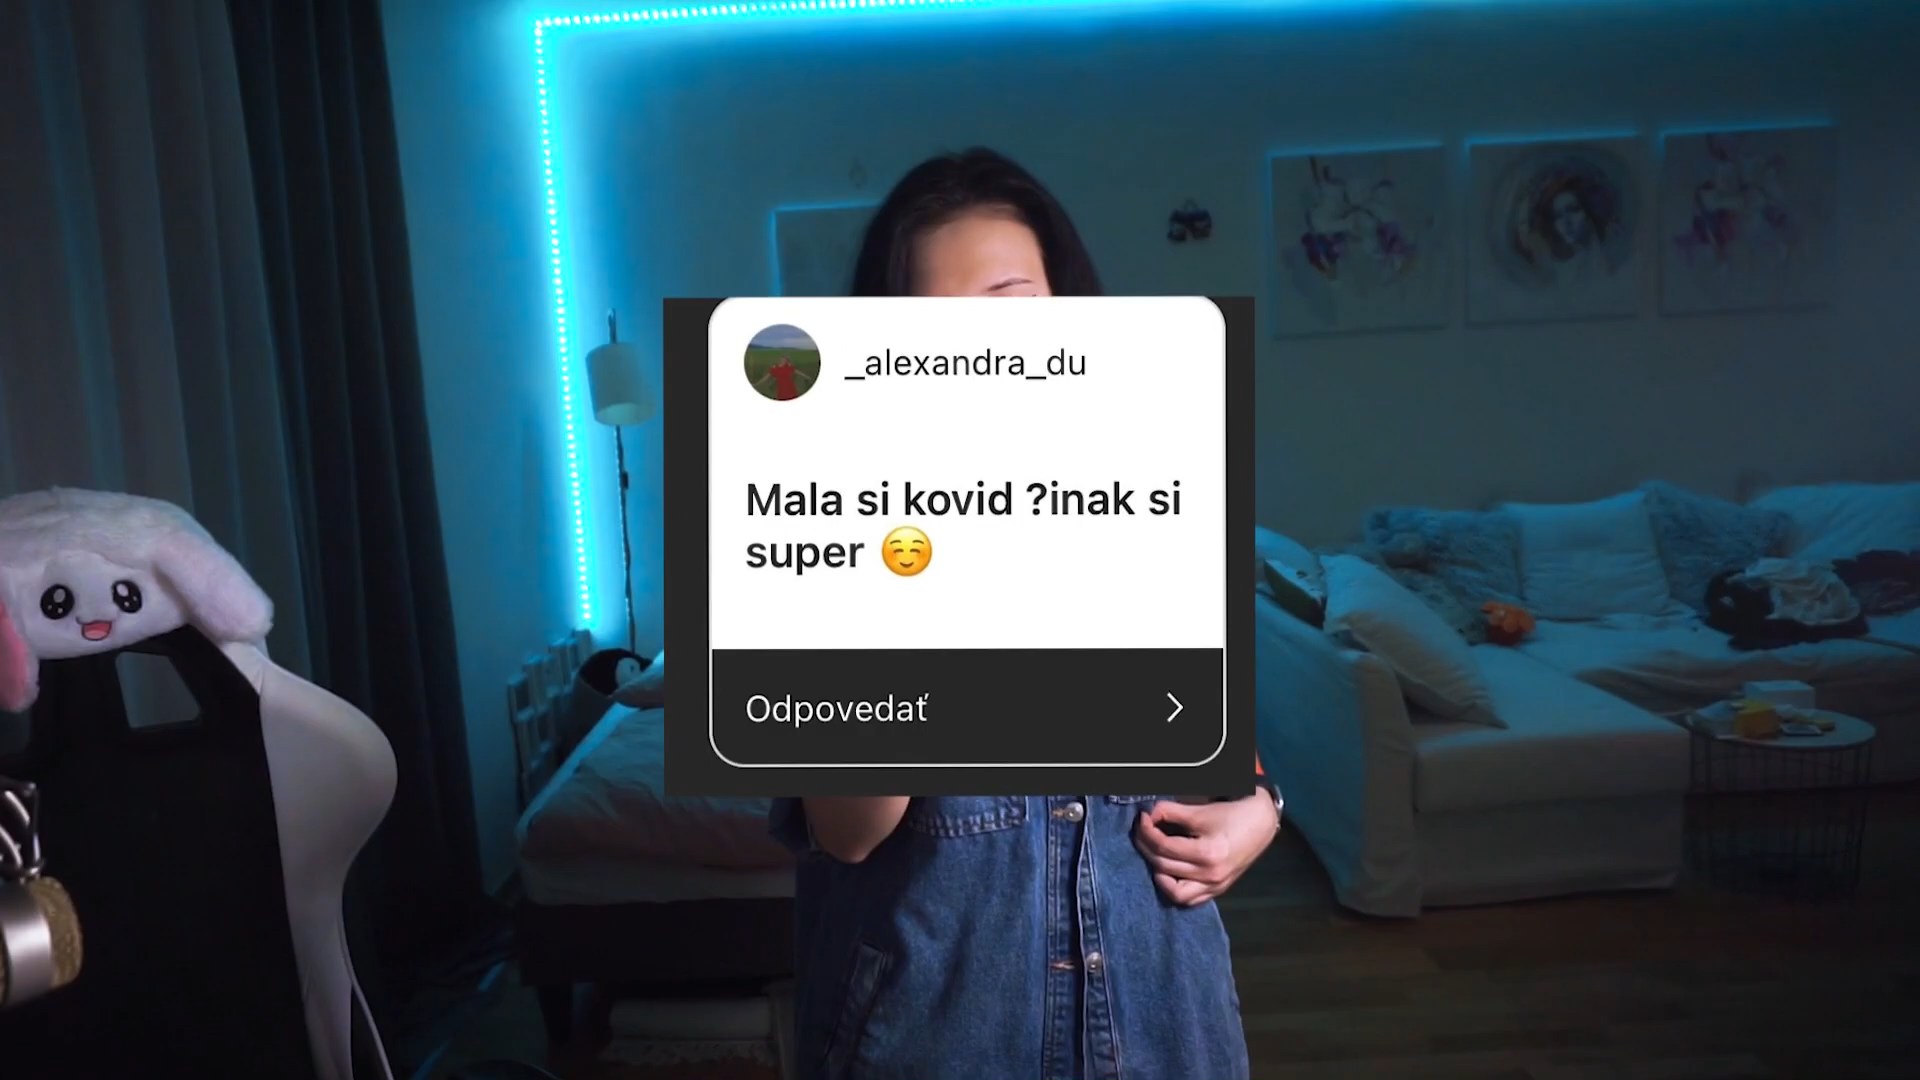 _alexandra_du
Mala si kovid ?inak si
super ☺️
Odpovedať